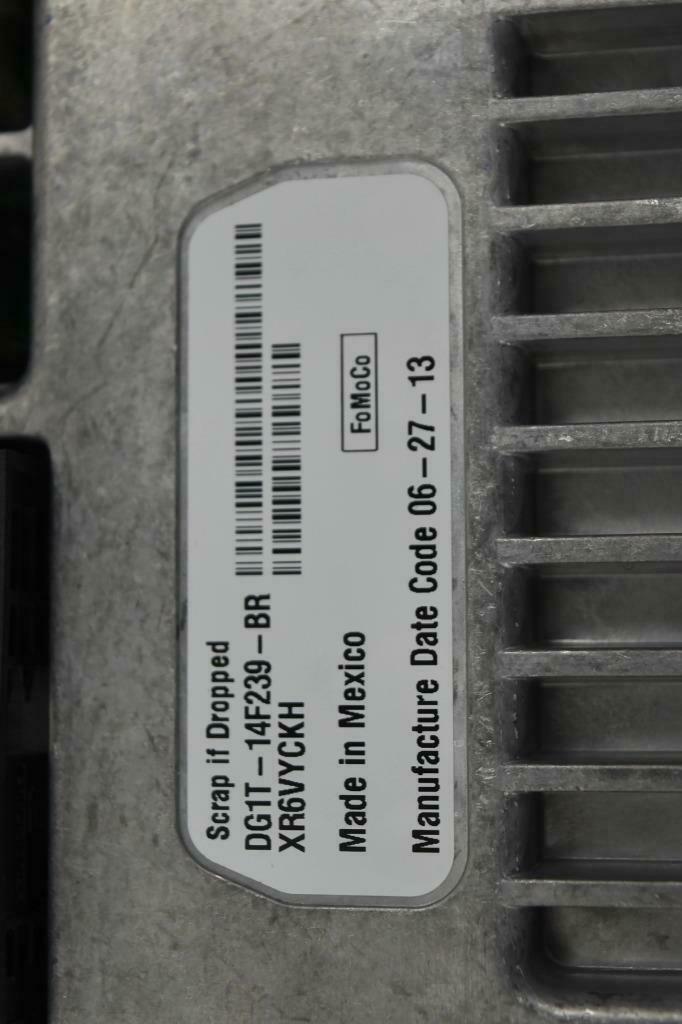 Scrap if Dropped
DG1T-14F239-BR
XR6VYCKH
Made in Mexico
FoMoCo
Manufacture Date Code 06-27-13